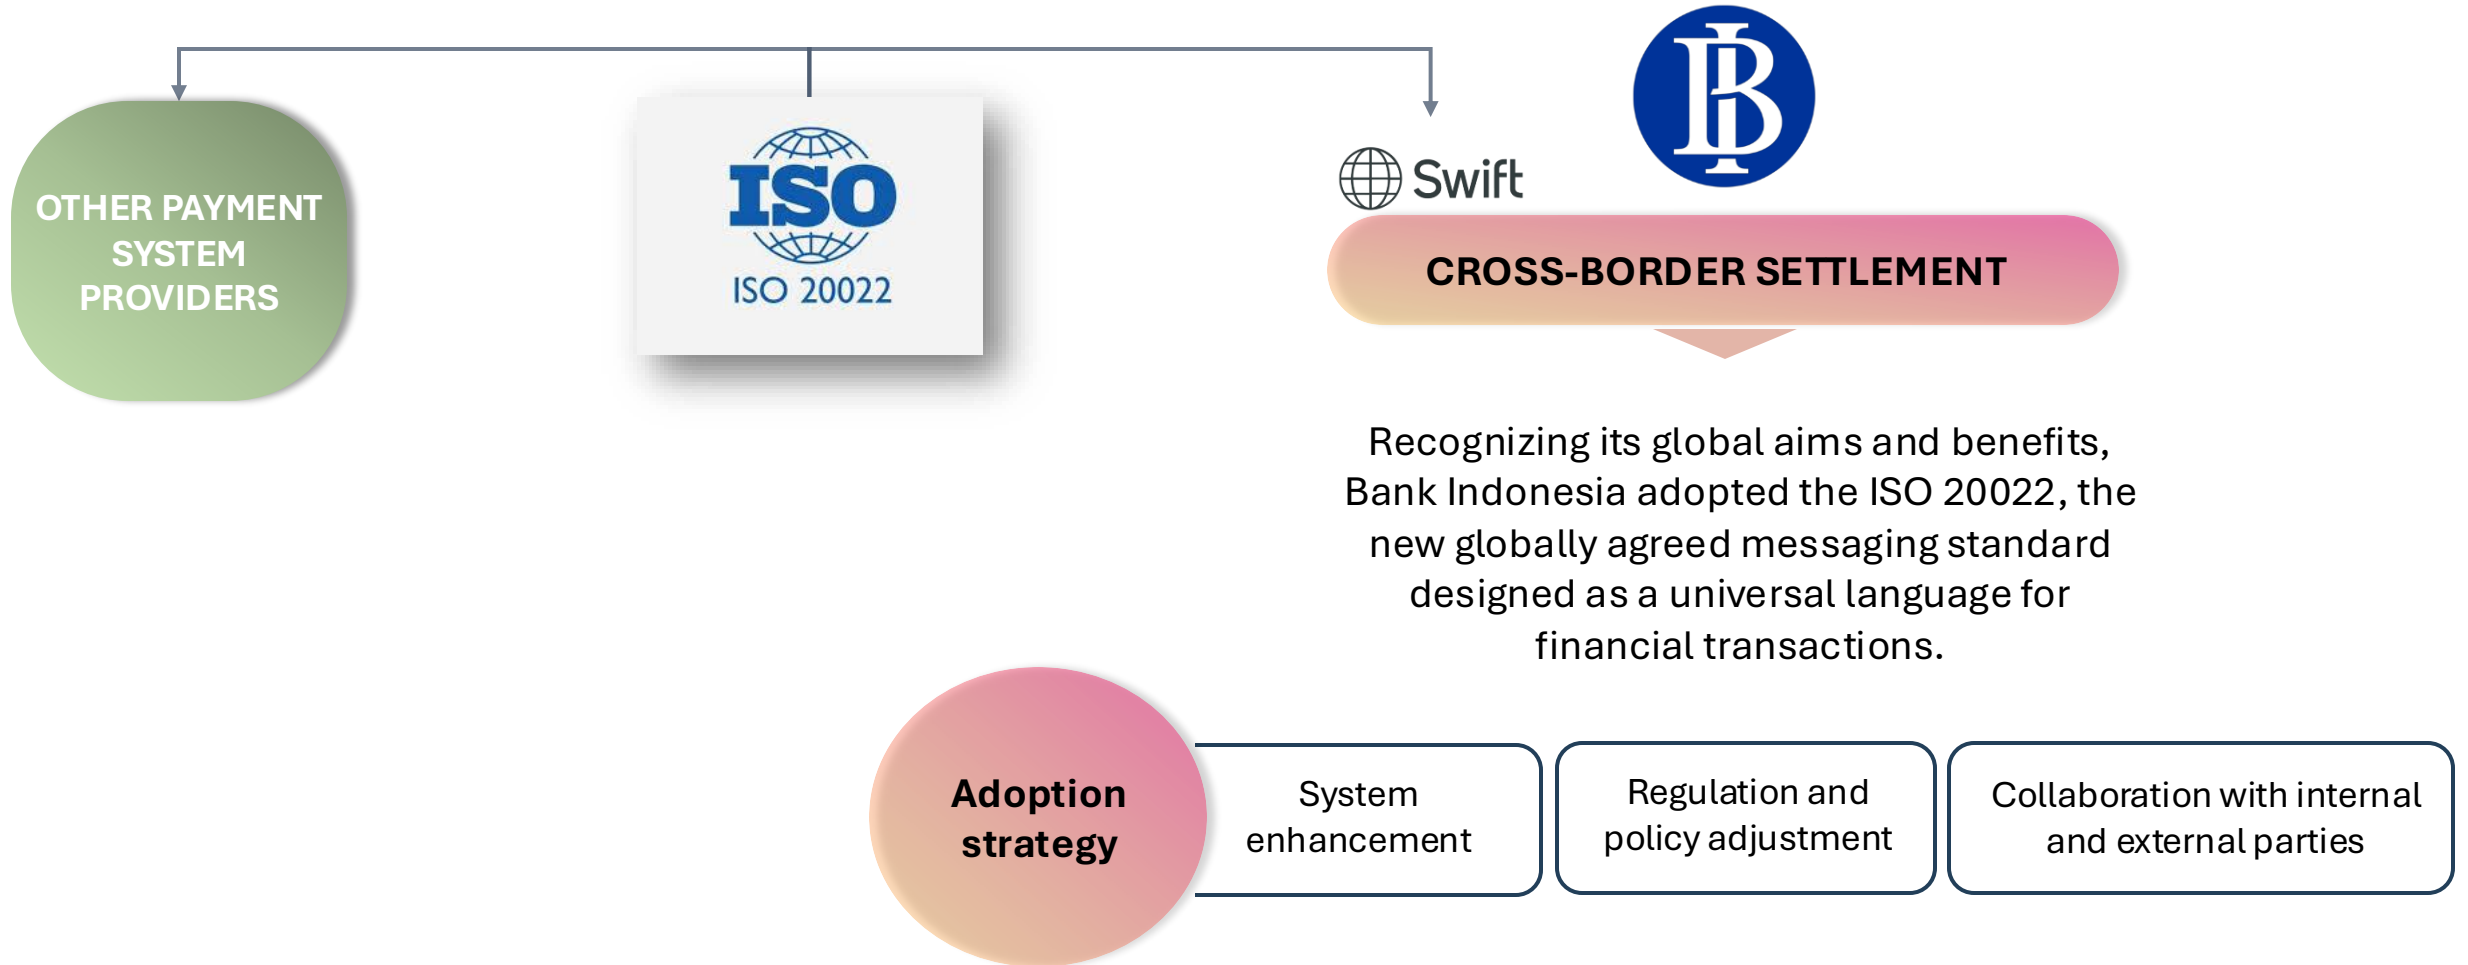 OTHER PAYMENT
SYSTEM
PROVIDERS
ISO
ISO 20022
Swift
BI
CROSS-BORDER SETTLEMENT
Recognizing its global aims and benefits,
Bank Indonesia adopted the ISO 20022, the
new globally agreed messaging standard
designed as a universal language for
financial transactions.
Adoption
strategy
System
enhancement
Regulation and
policy adjustment
Collaboration with internal
and external parties